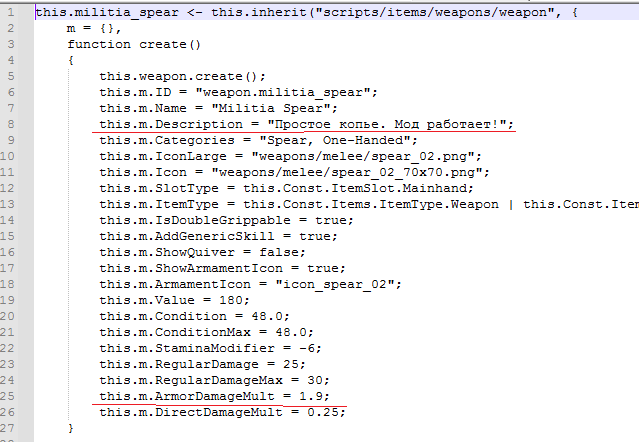 1 this.militia_spear <- this.inherit("scripts/items/weapons/weapon", {
2 m = {},
3 function create()
4 {
5 this.weapon.create();
6 this.m.ID = "weapon.militia_spear";
7 this.m.Name = "Militia Spear";
8 this.m.Description = "Простое копье. Мод работает!";
9 this.m.Categories = "Spear, One-Handed";
10 this.m.IconLarge = "weapons/melee/spear_02.png";
11 this.m.Icon = "weapons/melee/spear_02_70x70.png";
12 this.m.SlotType = this.Const.ItemSlot.Mainhand;
13 this.m.ItemType = this.Const.Items.ItemType.Weapon | this.Const.Item
14 this.m.IsDoubleGrippable = true;
15 this.m.AddGenericSkill = true;
16 this.m.ShowQuiver = false;
17 this.m.ShowArmamentIcon = true;
18 this.m.ArmamentIcon = "icon_spear_02";
19 this.m.Value = 180;
20 this.m.Condition = 48.0;
21 this.m.ConditionMax = 48.0;
22 this.m.StaminaModifier = -6;
23 this.m.RegularDamage = 25;
24 this.m.RegularDamageMax = 30;
25 this.m.ArmorDamageMult = 1.9;
26 this.m.DirectDamageMult = 0.25;
27 }